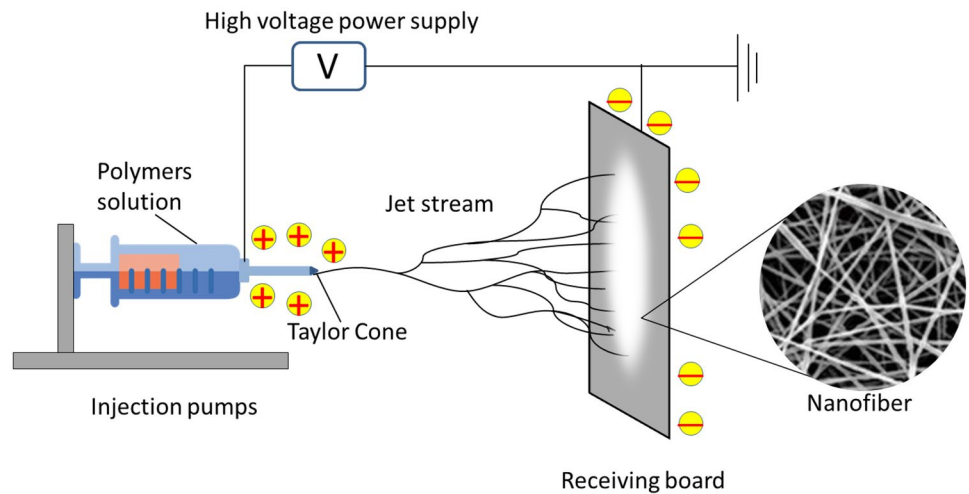 High voltage power supply
V
Polymers
solution
Jet stream
Taylor Cone
Injection pumps
Nanofiber
Receiving board